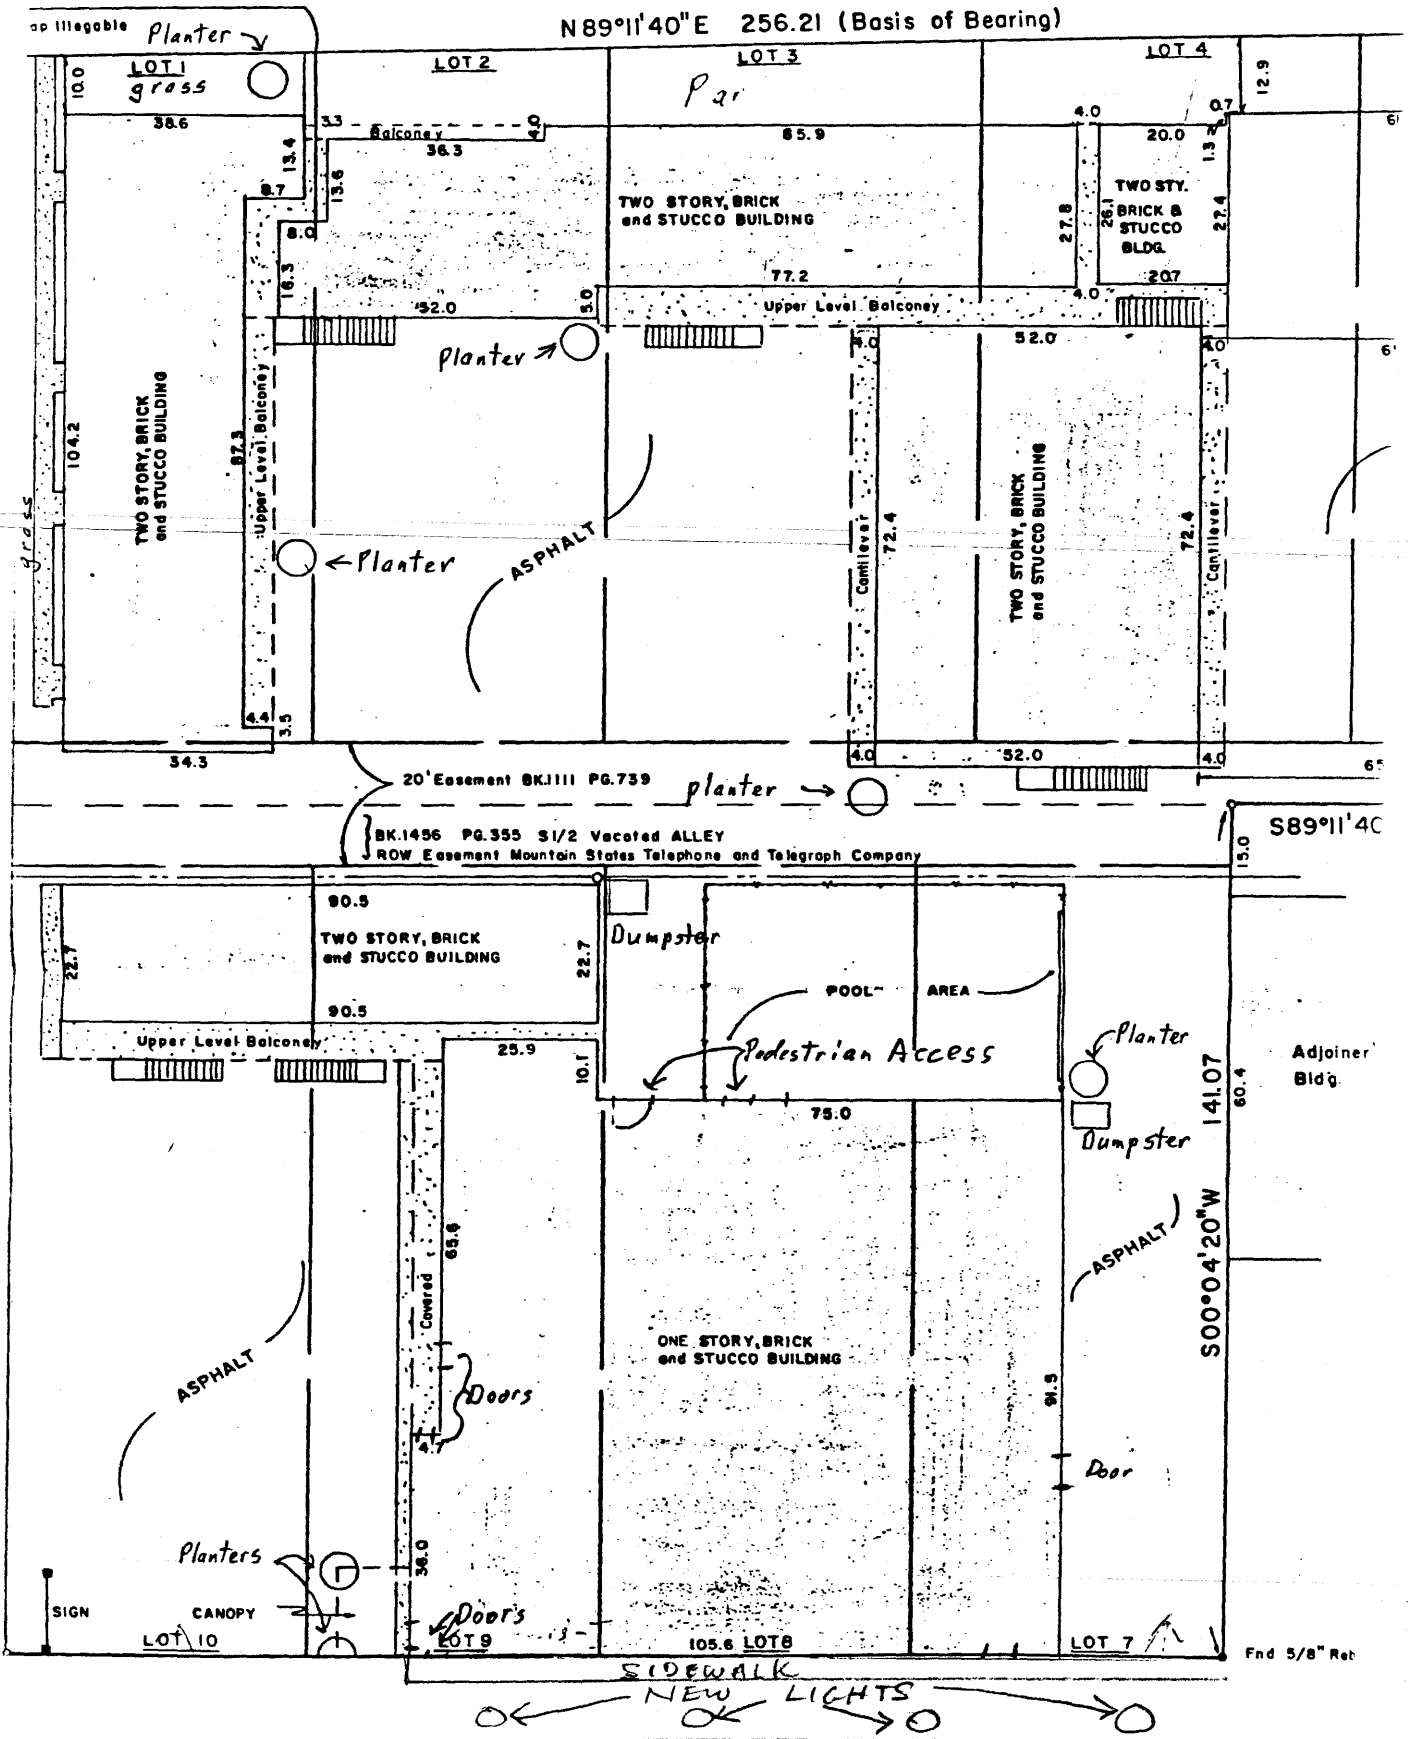 ap Illegable
Planter
N 89°11'40"E 256.21 (Basis of Bearing)
LOT 1
grass
LOT 2
LOT 3
LOT 4
Par
10.0
12.9
38.6
3.3
Balconey
4.0
36.3
65.9
4.0
20.0
0.7
1.3
13.4
13.6
8.7
8.0
16.3
TWO STORY, BRICK
and STUCCO BUILDING
27.8
26.1
TWO STY.
BRICK &
STUCCO
BLDG.
27.4
77.2
20.7
52.0
5.0
Upper Level Balconey
4.0
Planter
4.0
52.0
4.0
104.2
TWO STORY, BRICK
and STUCCO BUILDING
87.3
Upper Level Balconey
grass
Planter
ASPHALT
Cantilever
72.4
TWO STORY, BRICK
and STUCCO BUILDING
72.4
Cantilever
4.4
3.5
34.3
4.0
52.0
4.0
65
20' Easement BK.1111 PG.739
planter
BK.1456 PG.355 S1/2 Vacated ALLEY
ROW Easement Mountain States Telephone and Telegraph Company
S89°11'40
15.0
90.5
22.7
TWO STORY, BRICK
and STUCCO BUILDING
22.7
Dumpster
POOL AREA
90.5
Upper Level Balconey
25.9
10.1
Pedestrian Access
Planter
Adjoiner
Bldg.
75.0
Dumpster
S00°04'20"W 141.07
60.4
65.6
Covered
ASPHALT
ASPHALT
ONE STORY, BRICK
and STUCCO BUILDING
Doors
4.7
91.5
Door
Planters
36.0
SIGN
CANOPY
Doors
LOT 10
LOT 9
105.6 LOT 8
LOT 7
Fnd 5/8" Reb
SIDEWALK
NEW LIGHTS